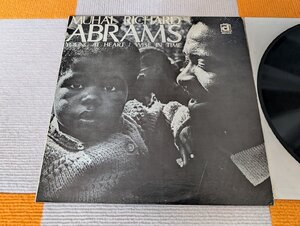 MUHAL RICHARD
ABRAMS
YOUNG AT HEART / WISE IN TIME